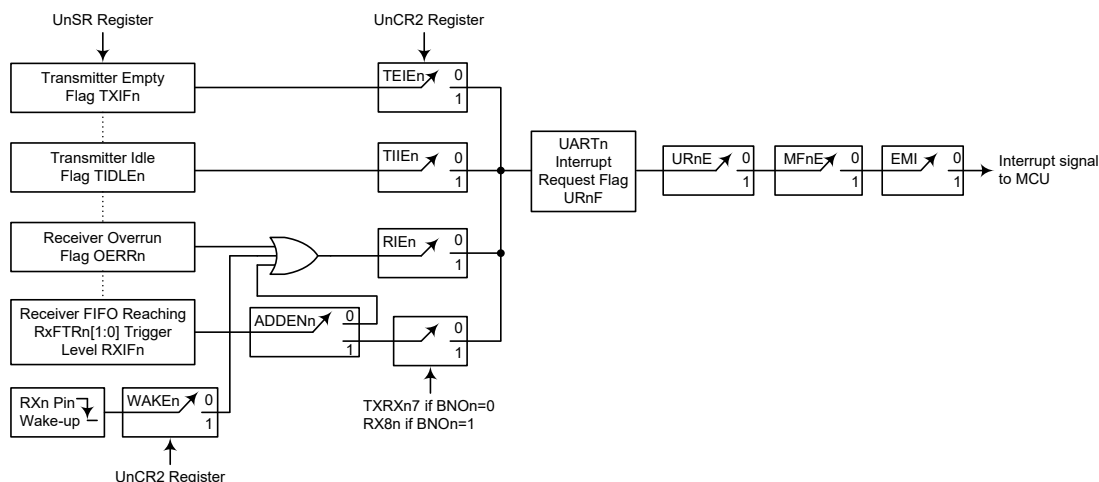 UnSR Register
UnCR2 Register
Transmitter Empty
Flag TXIFn
TEIEn
0
1
Transmitter Idle
Flag TIDLEn
TIIEn
0
1
UARTn
Interrupt
Request Flag
URnF
URnE
0
1
MFnE
0
1
EMI
0
1
Interrupt signal
to MCU
Receiver Overrun
Flag OERRn
RIEn
0
1
Receiver FIFO Reaching
RxFTRn[1:0] Trigger
Level RXIFn
ADDENn
0
1
0
1
RXn Pin
Wake-up
WAKEn
0
1
TXRXn7 if BNOn=0
RX8n if BNOn=1
UnCR2 Register